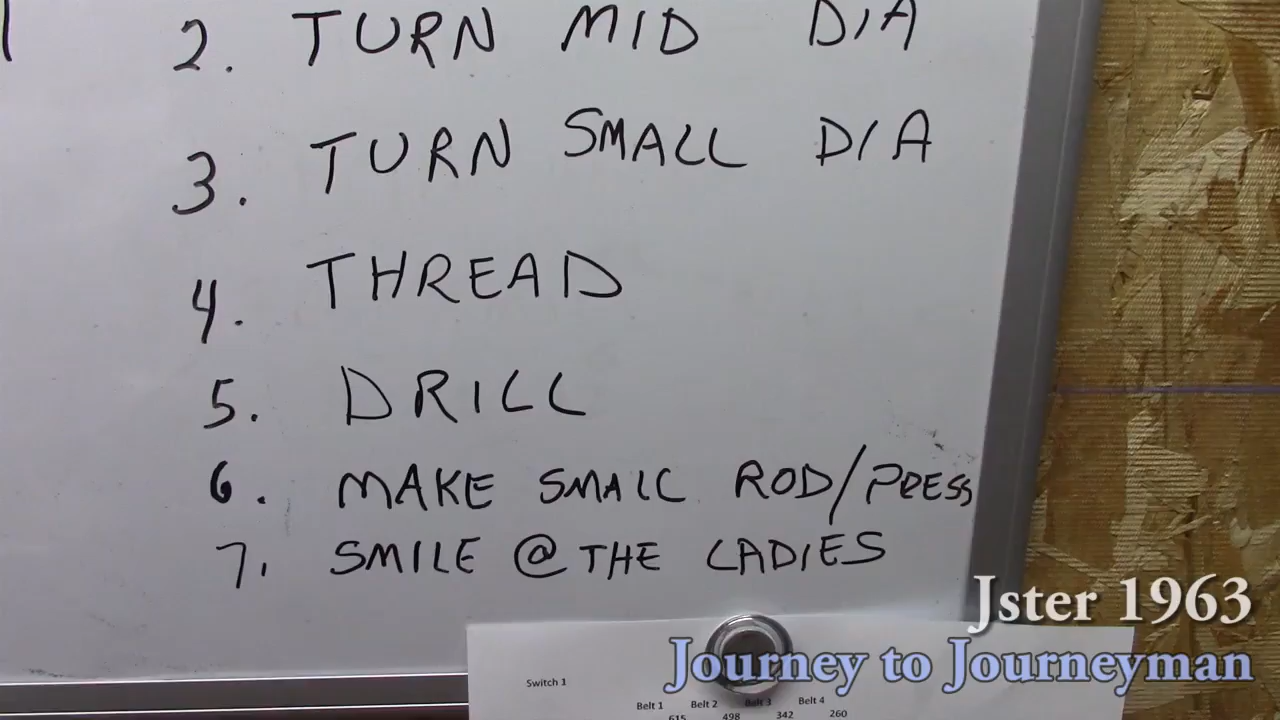 2. TURN MID DIA
3. TURN SMALL DIA
4. THREAD
5. DRILL
6. MAKE SMALL ROD/PRESS
7. SMILE @ THE LADIES
Jster 1963
Journey to Journeyman
Switch 1
Belt 1 Belt 2 Belt 3 Belt 4
615 498 342 260